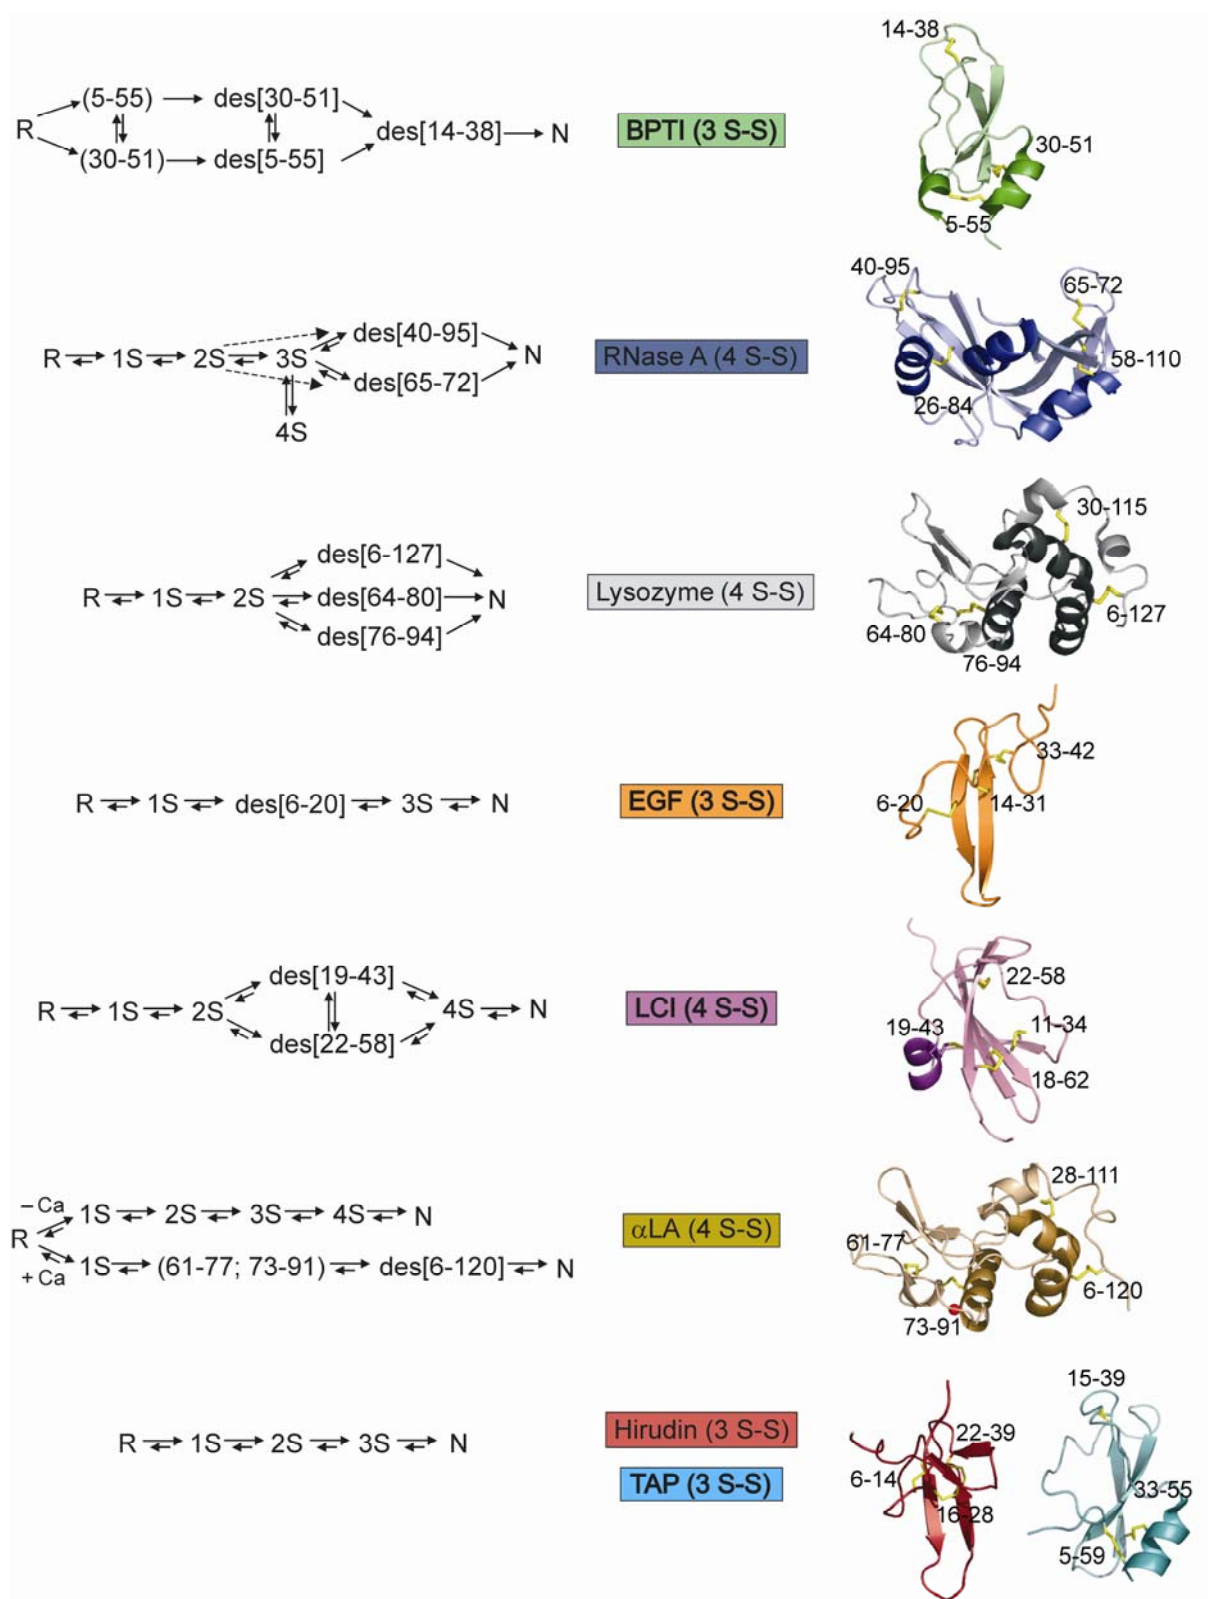 (5-55) des[30-51]
R des[14-38] N
(30-51) des[5-55]
BPTI (3 S-S)
14-38
30-51
5-55
des[40-95]
R 1S 2S 3S N
des[65-72]
4S
RNase A (4 S-S)
40-95
65-72
58-110
26-84
des[6-127]
R 1S 2S des[64-80] N
des[76-94]
Lysozyme (4 S-S)
30-115
64-80
6-127
76-94
R 1S des[6-20] 3S N
EGF (3 S-S)
33-42
6-20
14-31
des[19-43]
R 1S 2S 4S N
des[22-58]
LCI (4 S-S)
22-58
19-43
11-34
18-62
– Ca 1S 2S 3S 4S N
R
+ Ca 1S (61-77; 73-91) des[6-120] N
αLA (4 S-S)
28-111
61-77
6-120
73-91
R 1S 2S 3S N
Hirudin (3 S-S)
TAP (3 S-S)
22-39
6-14
16-28
15-39
33-55
5-59